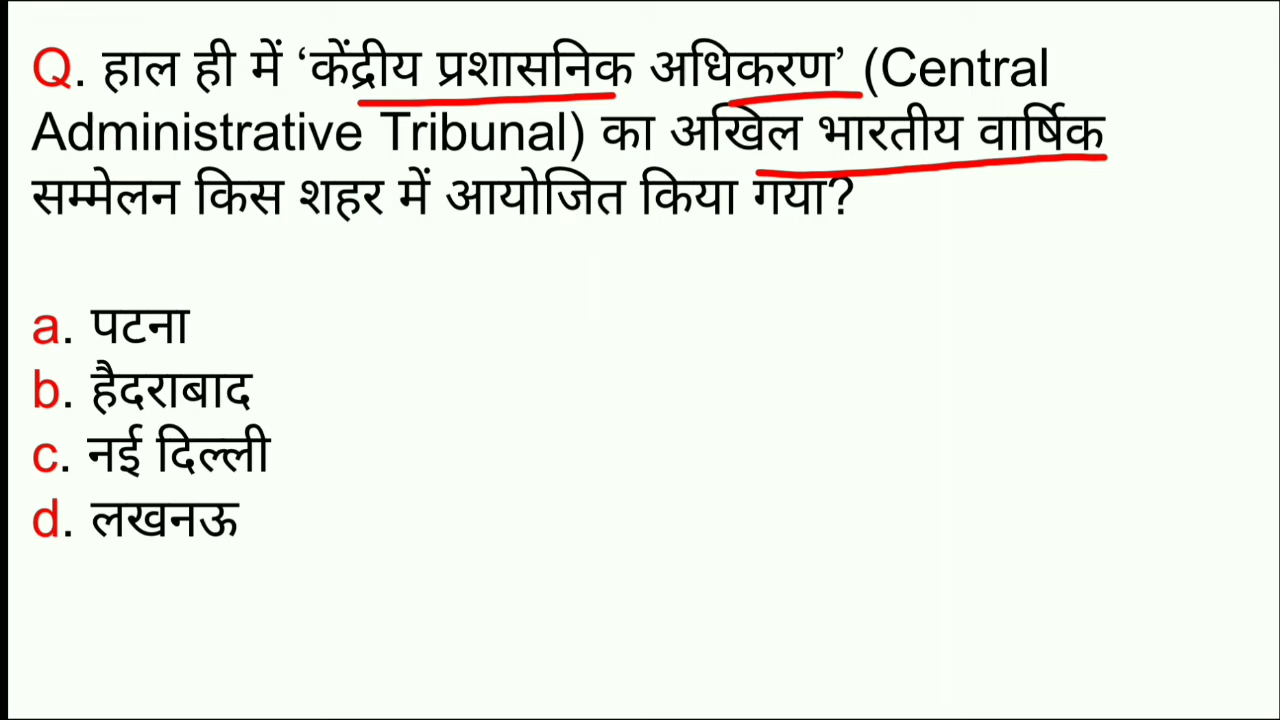 Q. हाल ही में ‘केंद्रीय प्रशासनिक अधिकरण’ (Central
Administrative Tribunal) का अखिल भारतीय वार्षिक
सम्मेलन किस शहर में आयोजित किया गया?
a. पटना
b. हैदराबाद
c. नई दिल्ली
d. लखनऊ